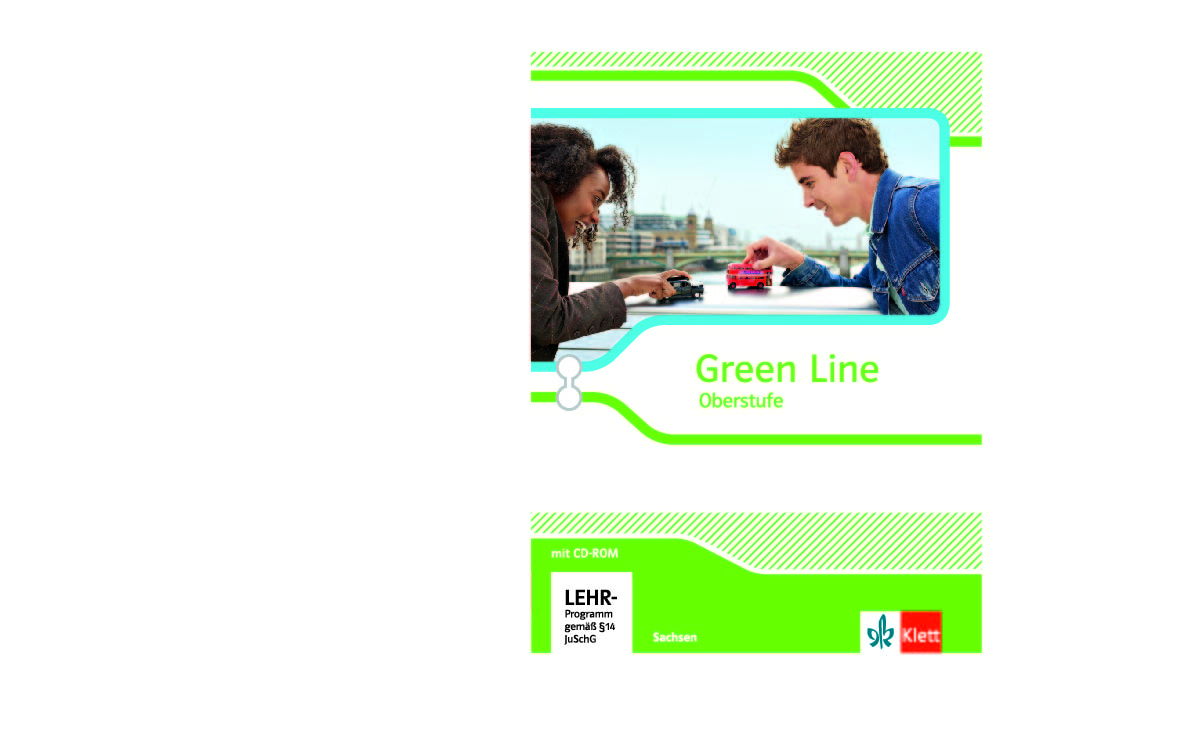 Green Line
Oberstufe
mit CD-ROM
LEHR-
Programm
gemäß §14
JuSchG
Sachsen
Klett